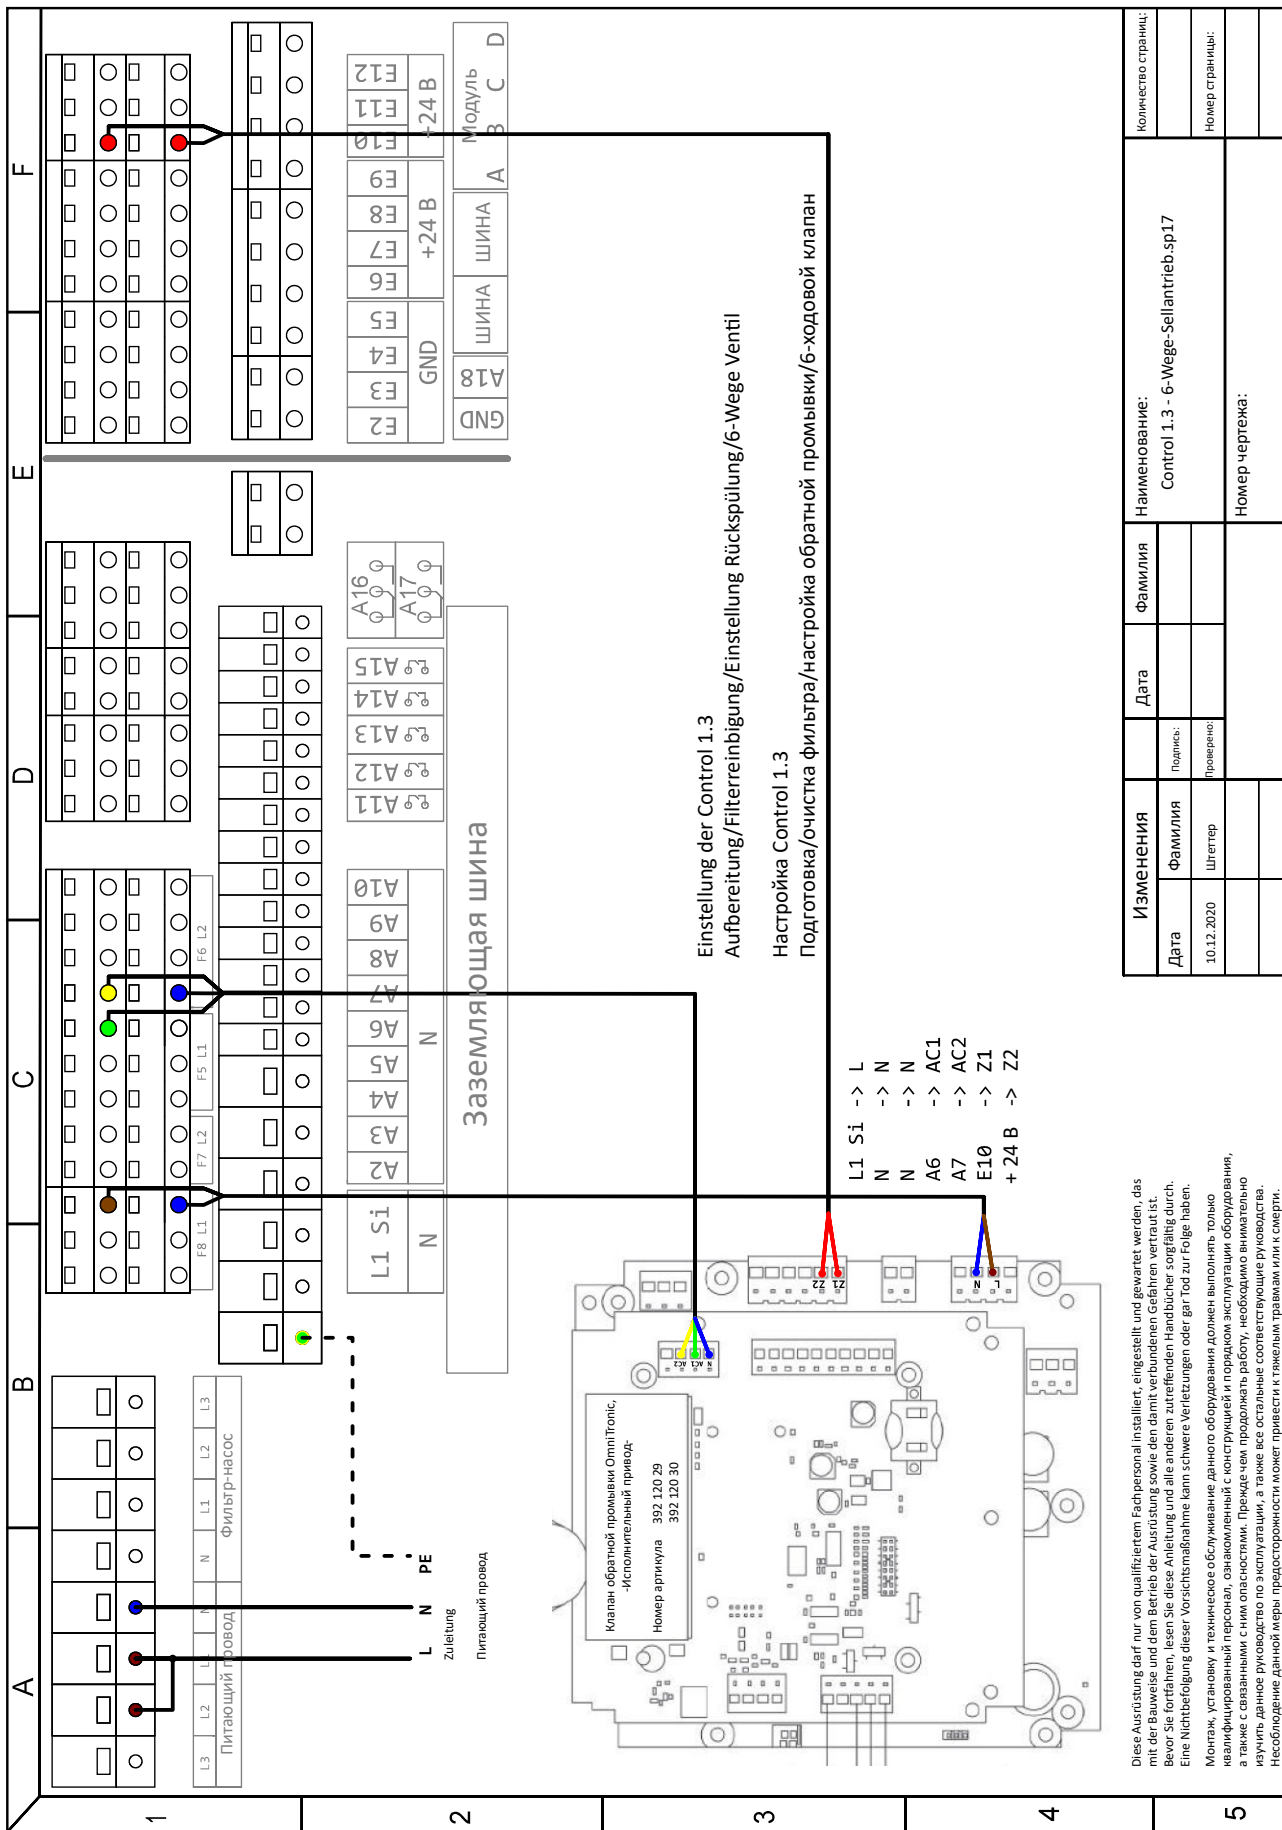 A
B
C
D
E
F
1
2
3
4
5
L3 L2 L1 N L1 L2 L3
Питающий провод
Фильтр-насос
F8 L1
F7 L2
F5 L1
F6 L2
L1 Si
N
A2 A3 A4 A5 A6 A7 A8 A9 A10
N
A11 A12 A13 A14 A15
A16
A17
Заземляющая шина
E2 E3 E4 E5 E6 E7 E8 E9 E10 E11 E12
GND
+24 В
+24 В
GND
A18
ШИНА
ШИНА
Модуль
A B C D
L N PE
Zuleitung
Питающий провод
Einstellung der Control 1.3
Aufbereitung/Filterreinbigung/Einstellung Rückspülung/6-Wege Ventil
Настройка Control 1.3
Подготовка/очистка фильтра/настройка обратной промывки/6-ходовой клапан
Клапан обратной промывки OmniTronic,
-Исполнительный привод-
Номер артикула 392 120 29
392 120 30
AC2
AC1
N
Z2
Z1
N
L
L1 Si -> L
N -> N
N -> N
A6 -> AC1
A7 -> AC2
E10 -> Z1
+ 24 В -> Z2
Diese Ausrüstung darf nur von qualifiziertem Fachpersonal installiert, eingestellt und gewartet werden, das
mit der Bauweise und dem Betrieb der Ausrüstung sowie den damit verbundenen Gefahren vertraut ist.
Bevor Sie fortfahren, lesen Sie diese Anleitung und alle anderen zutreffenden Handbücher sorgfältig durch.
Eine Nichtbefolgung dieser Vorsichtsmaßnahme kann schwere Verletzungen oder gar Tod zur Folge haben.
Монтаж, установку и техническое обслуживание данного оборудования должен выполнять только
квалифицированный персонал, ознакомленный с конструкцией и порядком эксплуатации оборудования,
а также с связанными с ним опасностями. Прежде чем продолжать работу, необходимо внимательно
изучить данное руководство по эксплуатации, а также все остальные соответствующие руководства.
Несоблюдение данной меры предосторожности может привести к тяжелым травмам или к смерти.
Изменения
Дата
Фамилия
10.12.2020
Штеттер
Дата
Фамилия
Подпись:
Проверено:
Наименование:
Control 1.3 - 6-Wege-Sellantrieb.sp17
Номер чертежа:
Количество страниц:
Номер страницы: